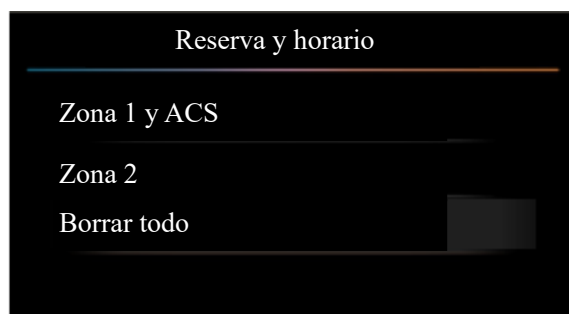 Reserva y horario
Zona 1 y ACS
Zona 2
Borrar todo